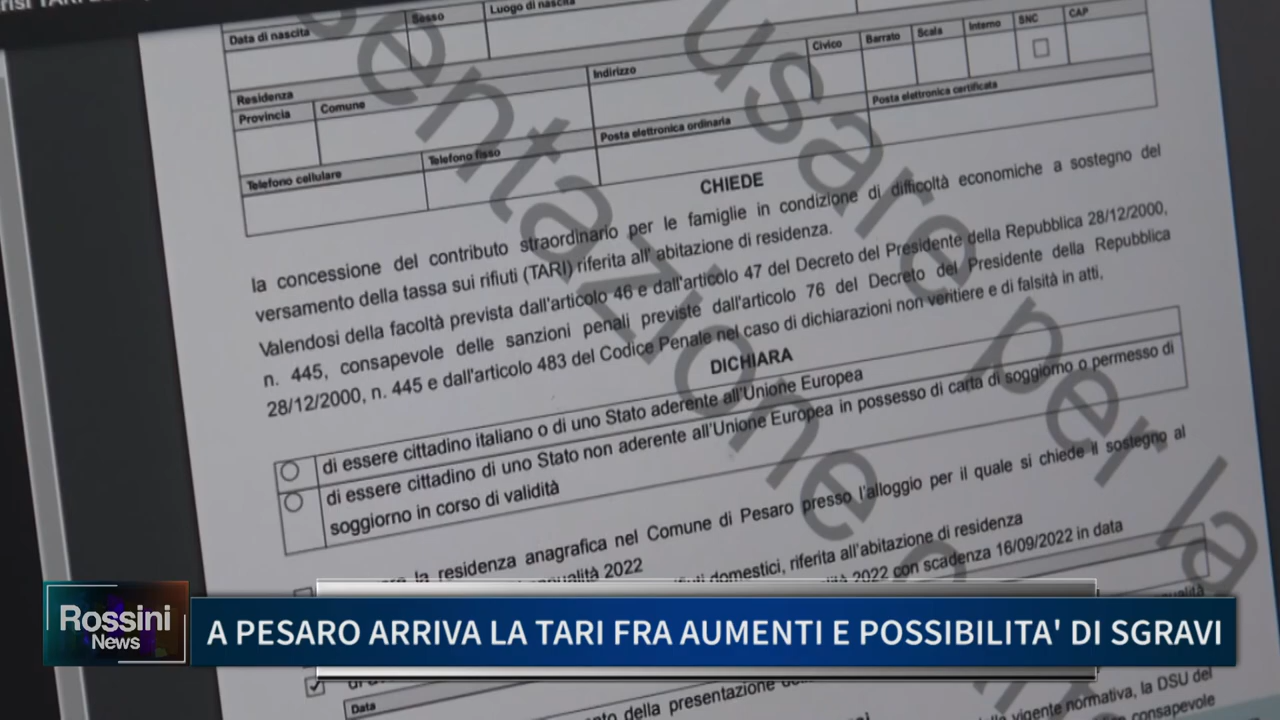 Data di nascita
Sesso
Luogo di nascita
Residenza
Provincia
Comune
Indirizzo
Civico
Barrato
Scala
Interno
SNC
CAP
Telefono cellulare
Telefono fisso
Posta elettronica ordinaria
Posta elettronica certificata
CHIEDE
la concessione del contributo straordinario per le famiglie in condizione di difficoltà economiche a sostegno del
versamento della tassa sui rifiuti (TARI) riferita all'abitazione di residenza.
Valendosi della facoltà prevista dall'articolo 46 e dall'articolo 47 del Decreto del Presidente della Repubblica 28/12/2000,
n. 445, consapevole delle sanzioni penali previste dall'articolo 76 del Decreto del Presidente della Repubblica
28/12/2000, n. 445 e dall'articolo 483 del Codice Penale nel caso di dichiarazioni non veritiere e di falsità in atti,
DICHIARA
di essere cittadino italiano o di uno Stato aderente all'Unione Europea
di essere cittadino di uno Stato non aderente all'Unione Europea in possesso di carta di soggiorno o permesso di
soggiorno in corso di validità
la residenza anagrafica nel Comune di Pesaro presso l'alloggio per il quale si chiede il sostegno al
2022
domestici, riferita all'abitazione di residenza
2022 con scadenza 16/09/2022 in data
Rossini
News
A PESARO ARRIVA LA TARI FRA AUMENTI E POSSIBILITA' DI SGRAVI
Data
della presentazione
vigente normativa, la DSU del
consapevole
usare per la